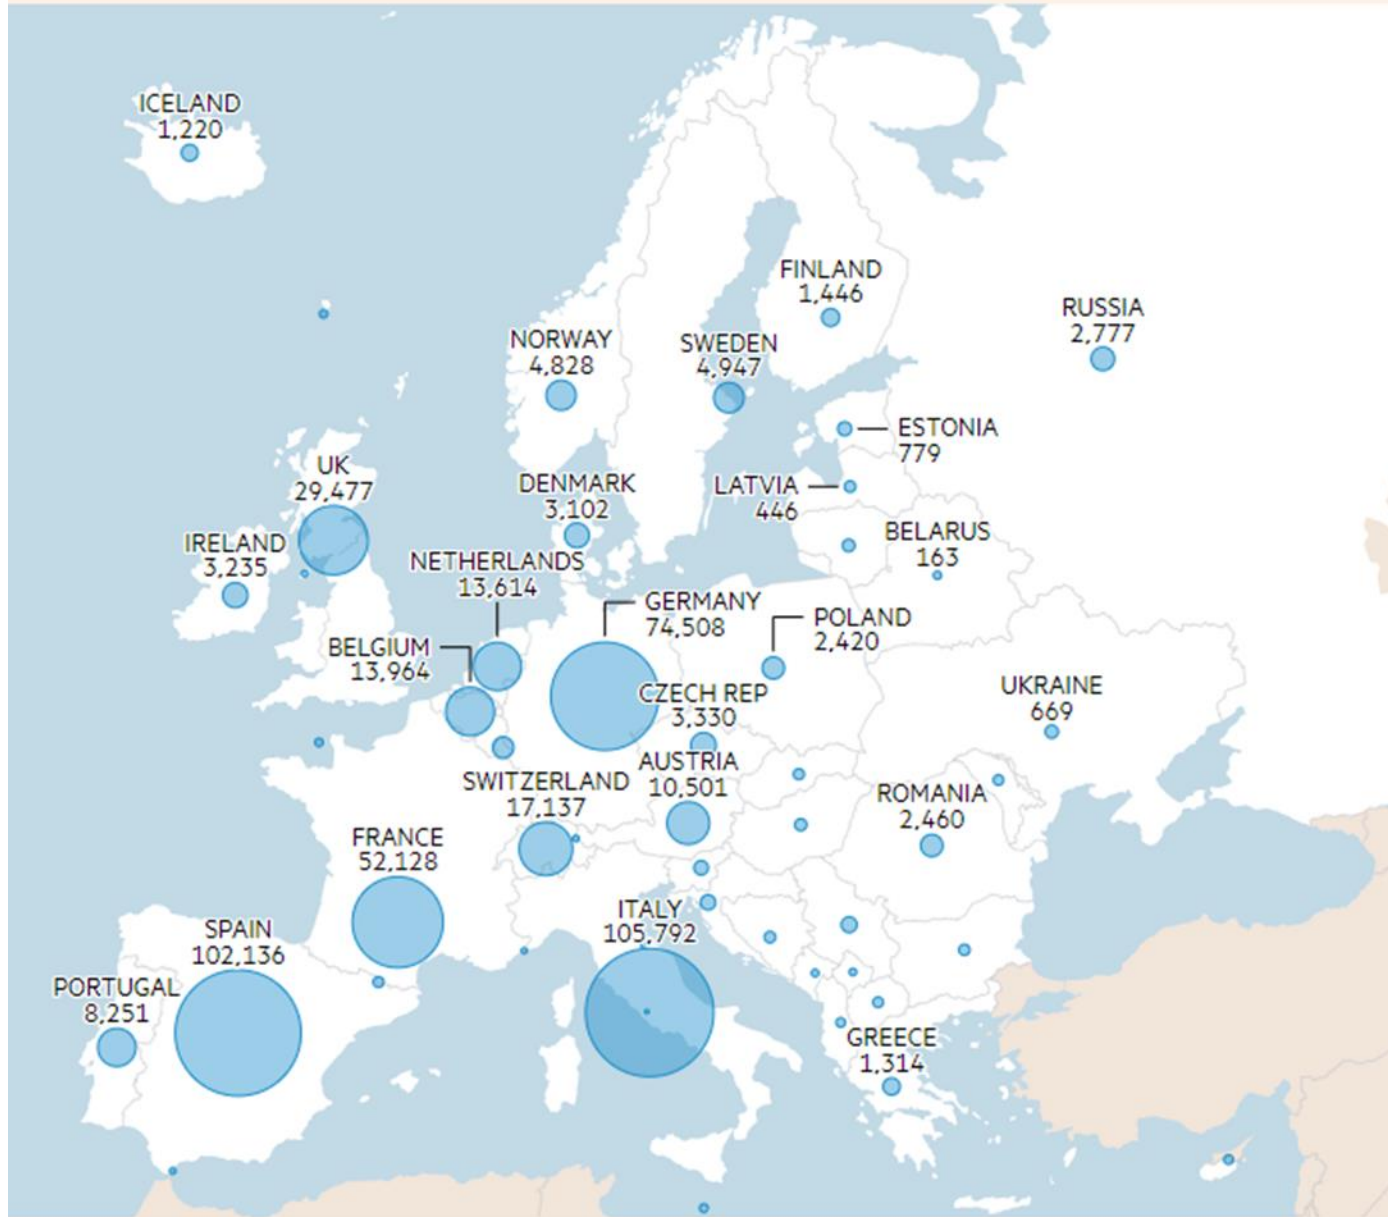 ICELAND
1,220
FINLAND
1,446
RUSSIA
2,777
NORWAY
4,828
SWEDEN
4,947
ESTONIA
779
UK
29,477
DENMARK
3,102
LATVIA
446
BELARUS
163
IRELAND
3,235
NETHERLANDS
13,614
GERMANY
74,508
POLAND
2,420
BELGIUM
13,964
CZECH REP
3,330
UKRAINE
669
AUSTRIA
10,501
SWITZERLAND
17,137
ROMANIA
2,460
FRANCE
52,128
ITALY
105,792
SPAIN
102,136
PORTUGAL
8,251
GREECE
1,314